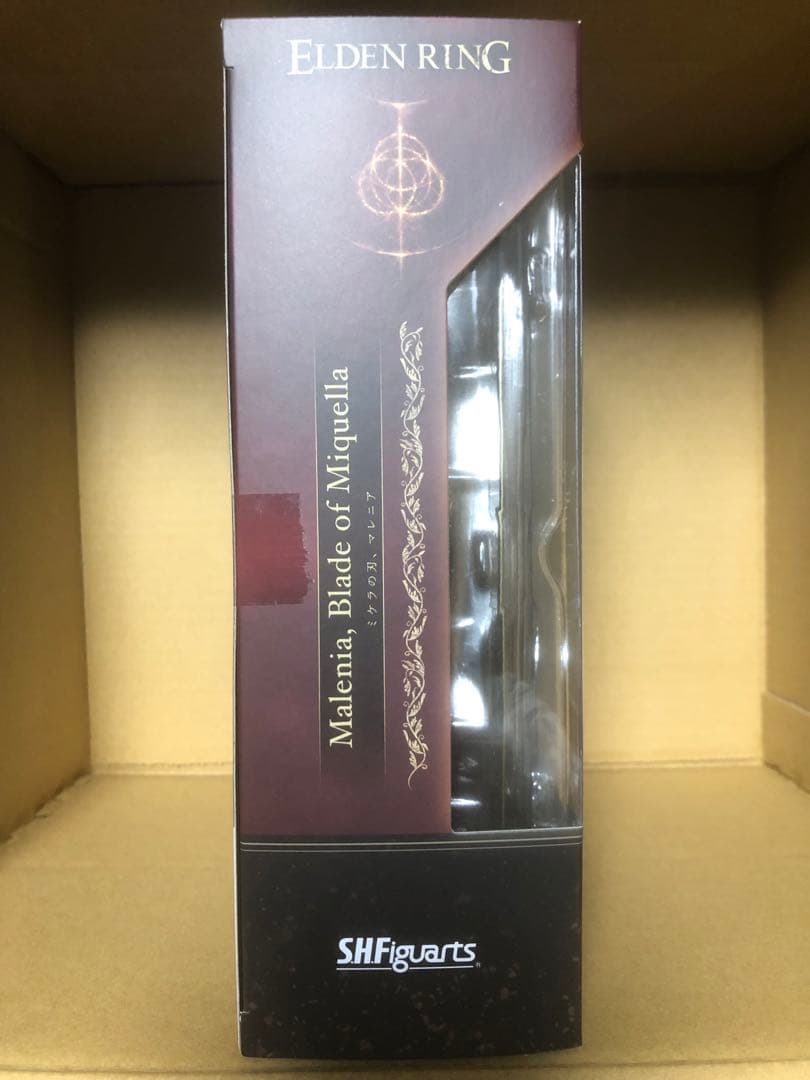 ELDEN RING
Malenia, Blade of Miquella
ミケラの刃、マレニア
S.H.Figuarts